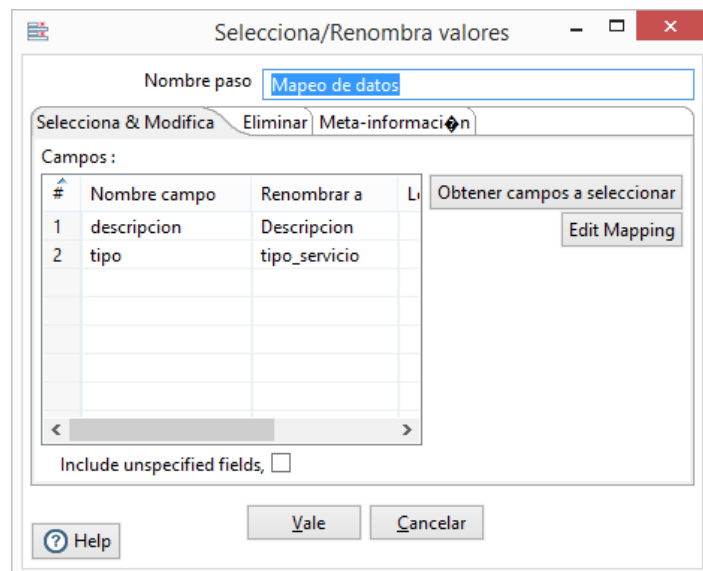 Selecciona/Renombra valores
Nombre paso Mapeo de datos
Selecciona & Modifica Eliminar Meta-informaci�n
Campos :
# Nombre campo Renombrar a Obtener campos a seleccionar
1 descripcion Descripcion Edit Mapping
2 tipo tipo_servicio
Include unspecified fields,
Vale Cancelar
Help